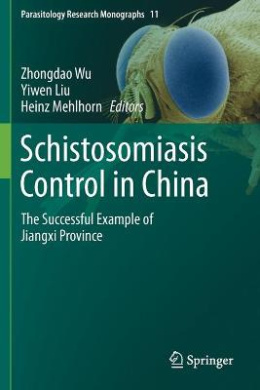 Parasitology Research Monographs 11
Zhongdao Wu
Yiwen Liu
Heinz Mehlhorn Editors
Schistosomiasis
Control in China
The Successful Example of
Jiangxi Province
Springer